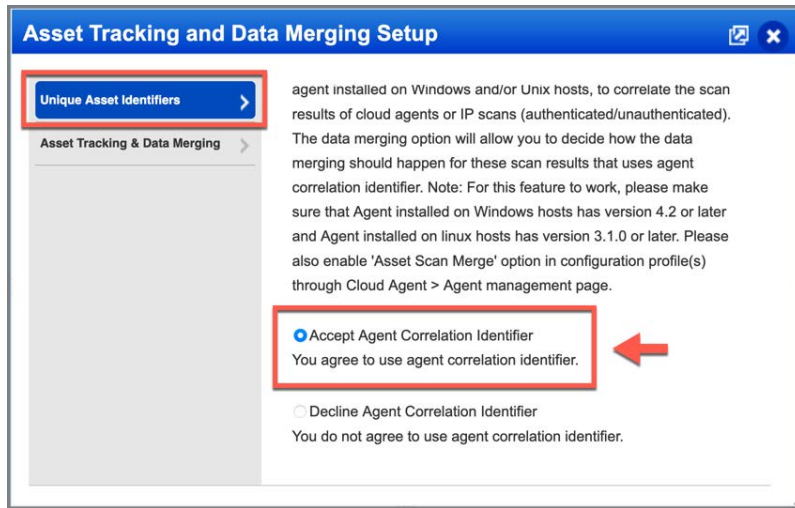 Asset Tracking and Data Merging Setup
Unique Asset Identifiers
Asset Tracking & Data Merging
agent installed on Windows and/or Unix hosts, to correlate the scan
results of cloud agents or IP scans (authenticated/unauthenticated).
The data merging option will allow you to decide how the data
merging should happen for these scan results that uses agent
correlation identifier. Note: For this feature to work, please make
sure that Agent installed on Windows hosts has version 4.2 or later
and Agent installed on linux hosts has version 3.1.0 or later. Please
also enable 'Asset Scan Merge' option in configuration profile(s)
through Cloud Agent > Agent management page.
Accept Agent Correlation Identifier
You agree to use agent correlation identifier.
Decline Agent Correlation Identifier
You do not agree to use agent correlation identifier.